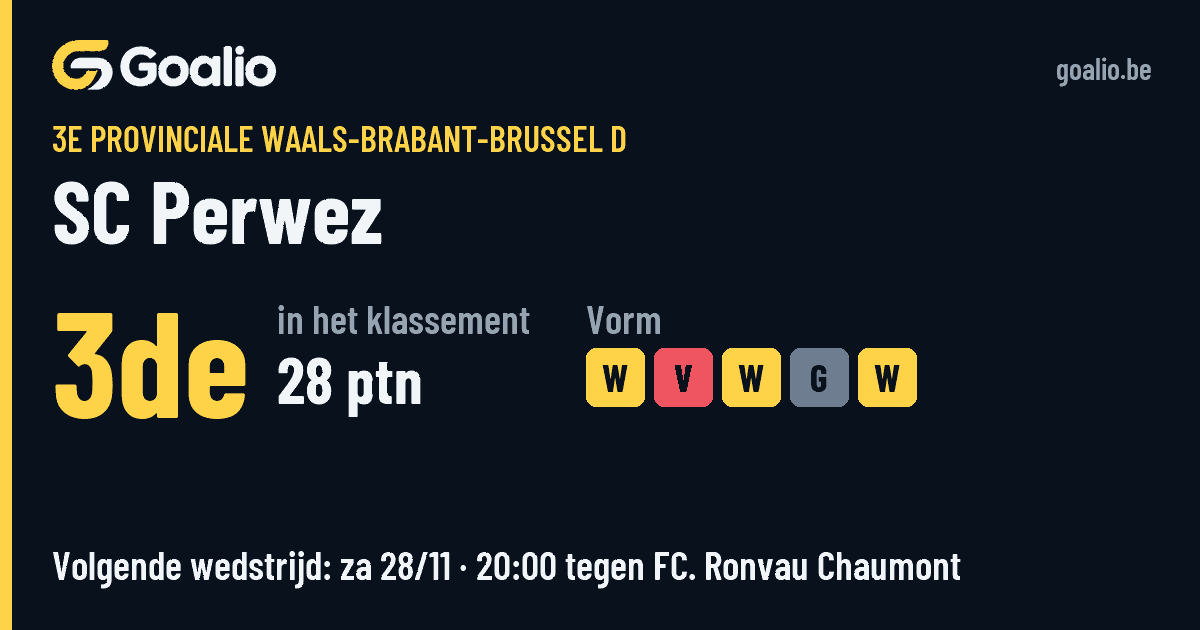 Goalio
goalio.be
3E PROVINCIALE WAALS-BRABANT-BRUSSEL D
SC Perwez
3de
in het klassement
28 ptn
Vorm
W V W G W
Volgende wedstrijd: za 28/11 · 20:00 tegen FC. Ronvau Chaumont